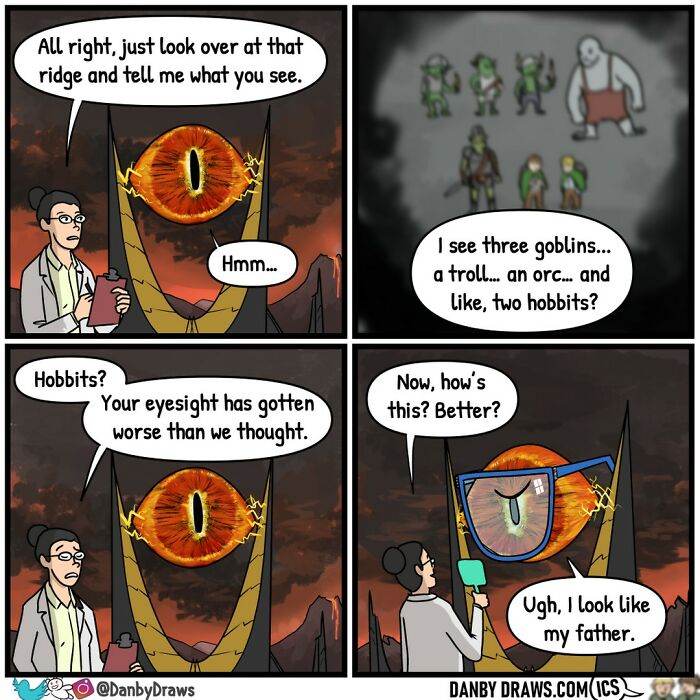 All right, just look over at that
ridge and tell me what you see.
Hmm...
I see three goblins...
a troll... an orc... and
like, two hobbits?
Hobbits?
Your eyesight has gotten
worse than we thought.
Now, how's
this? Better?
Ugh, I look like
my father.
@DanbyDraws
DANBY DRAWS.COM(ICS)